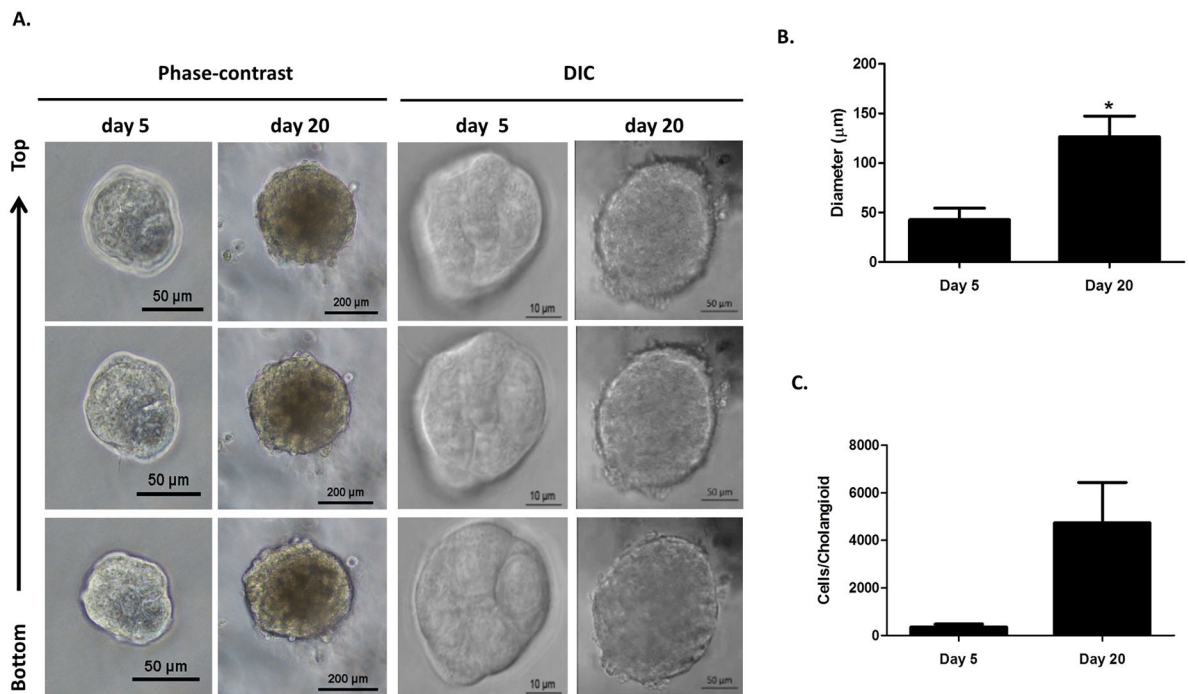 A.
Phase-contrast
DIC
day 5
day 20
day 5
day 20
Top
Bottom
50 µm
200 µm
10 µm
50 µm
50 µm
200 µm
10 µm
50 µm
50 µm
200 µm
10 µm
50 µm
B.
200
150
100
50
0
Diameter (µm)
*
Day 5
Day 20
C.
8000
6000
4000
2000
0
Cells/Cholangioid
Day 5
Day 20